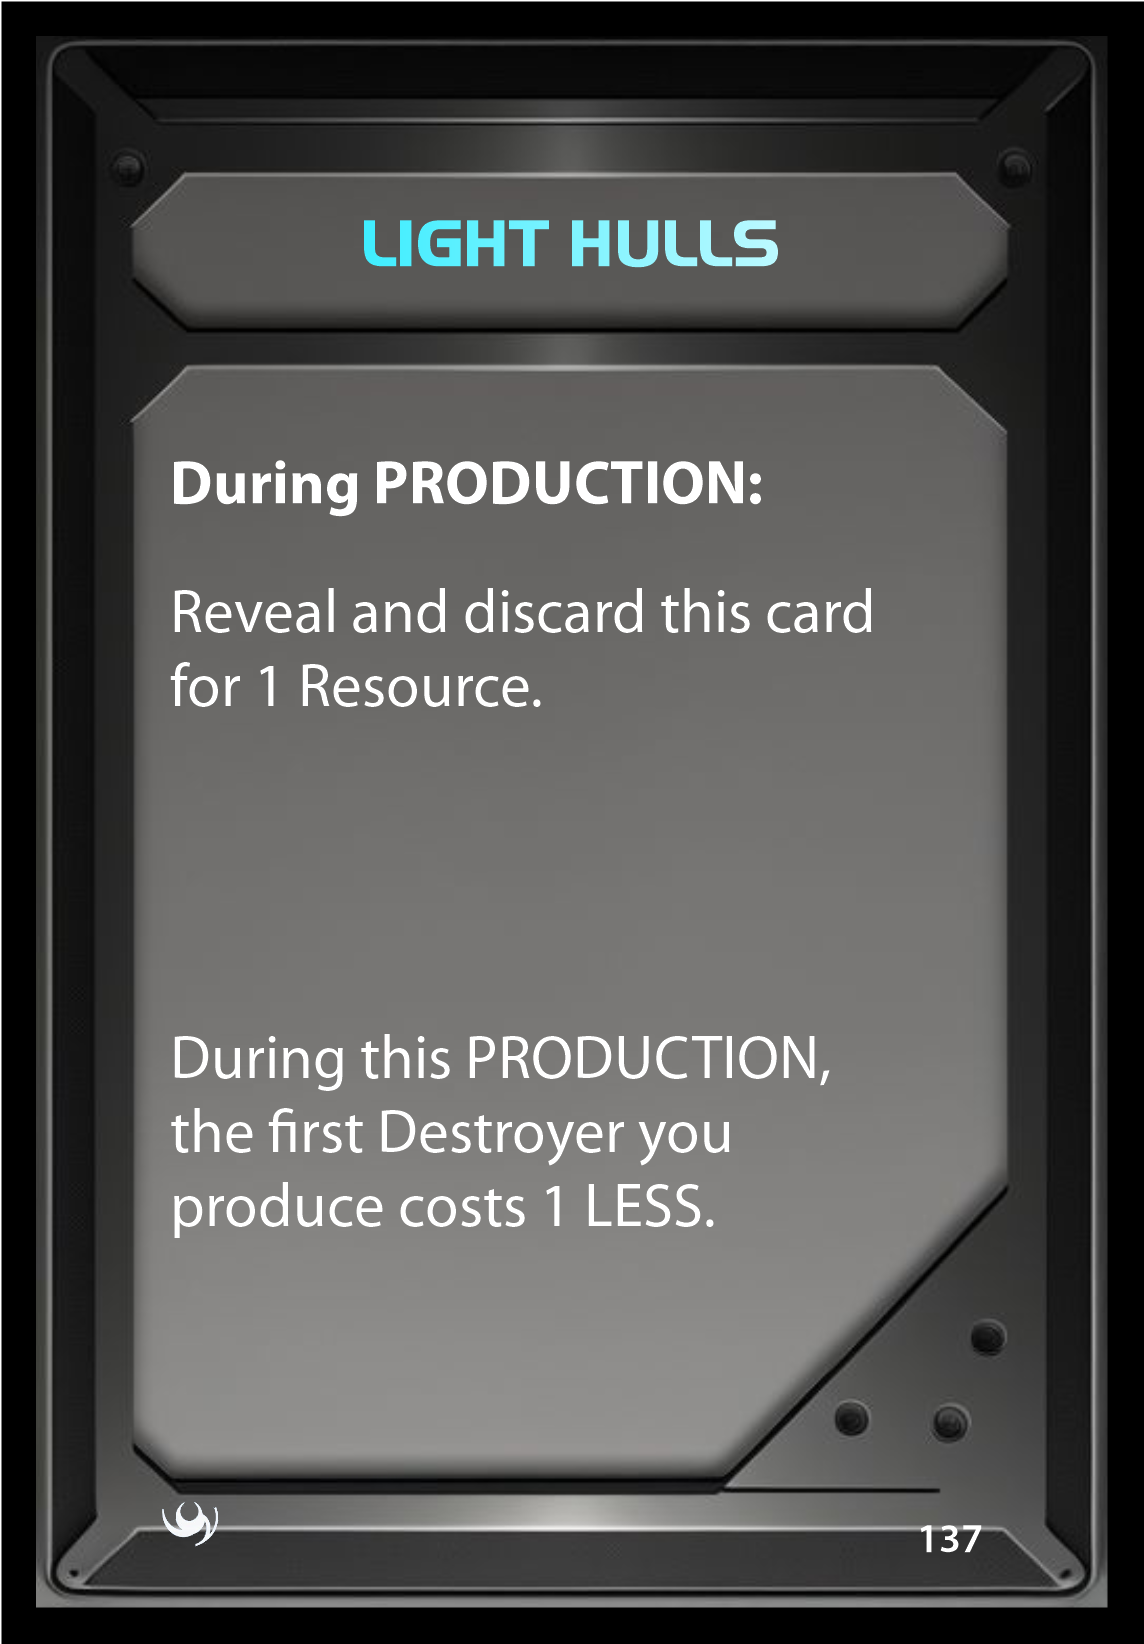 LIGHT HULLS
During PRODUCTION:
Reveal and discard this card
for 1 Resource.
During this PRODUCTION,
the first Destroyer you
produce costs 1 LESS.
137